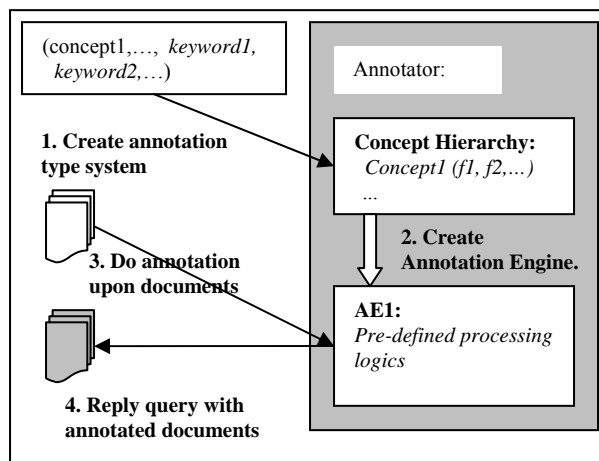 (concept1,…, keyword1,
keyword2,…)
Annotator:
1. Create annotation
type system
Concept Hierarchy:
Concept1 (f1, f2,...)
...
2. Create
Annotation Engine.
3. Do annotation
upon documents
AE1:
Pre-defined processing
logics
4. Reply query with
annotated documents